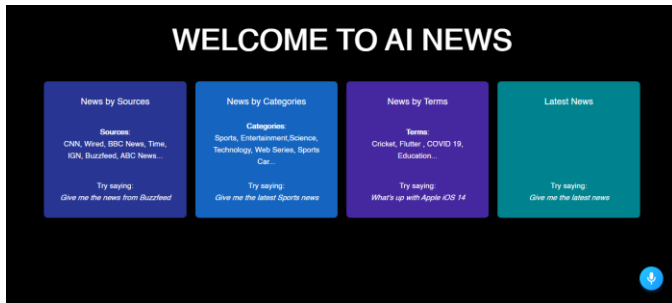 WELCOME TO AI NEWS
News by Sources
Sources:
CNN, Wired, BBC News, Time,
IGN, Buzzfeed, ABC News...
Try saying:
Give me the news from Buzzfeed
News by Categories
Categories:
Sports, Entertainment,Science,
Technology, Web Series, Sports
Car...
Try saying:
Give me the latest Sports news
News by Terms
Terms:
Cricket, Flutter , COVID 19,
Education...
Try saying:
What's up with Apple iOS 14
Latest News
Try saying:
Give me the latest news